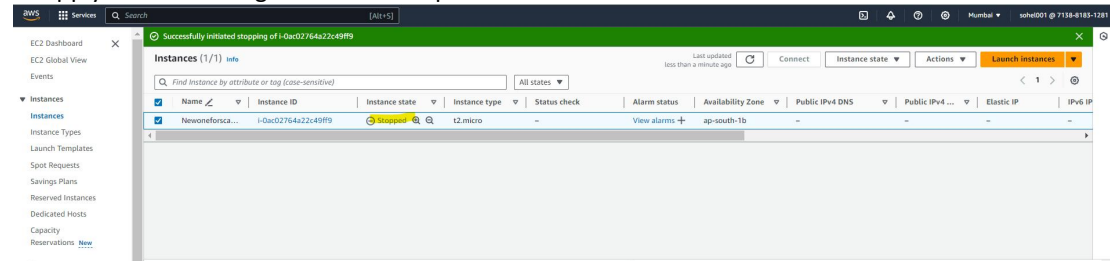 aws Services Search [Alt+S] Mumbai ▼ sohel001 @ 7138-8183-1281
EC2 Dashboard
EC2 Global View
Events
▼ Instances
Instances
Instance Types
Launch Templates
Spot Requests
Savings Plans
Reserved Instances
Dedicated Hosts
Capacity
Reservations New
Successfully initiated stopping of i-0ac02764a22c49ff9
Instances (1/1) Info
Last updated
less than a minute ago
Connect Instance state ▼ Actions ▼ Launch instances ▼
Find Instance by attribute or tag (case-sensitive) All states ▼ < 1 >
Name Instance ID Instance state Instance type Status check Alarm status Availability Zone Public IPv4 DNS Public IPv4 ... Elastic IP IPv6 IP
Newoneforsca... i-0ac02764a22c49ff9 Stopped t2.micro – View alarms + ap-south-1b – – – –